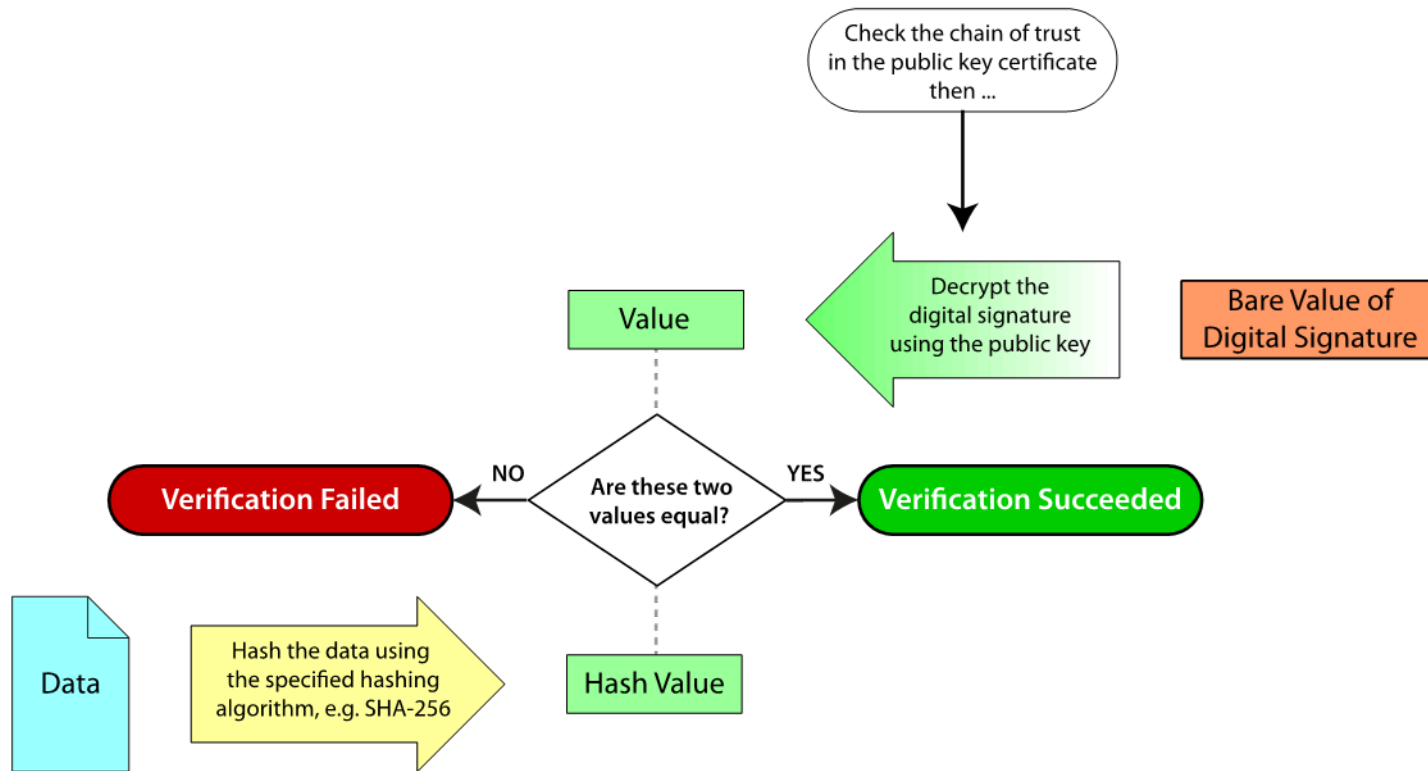 Check the chain of trust
in the public key certificate
then ...
Decrypt the
digital signature
using the public key
Bare Value of
Digital Signature
Value
NO
YES
Verification Failed
Are these two
values equal?
Verification Succeeded
Data
Hash the data using
the specified hashing
algorithm, e.g. SHA-256
Hash Value